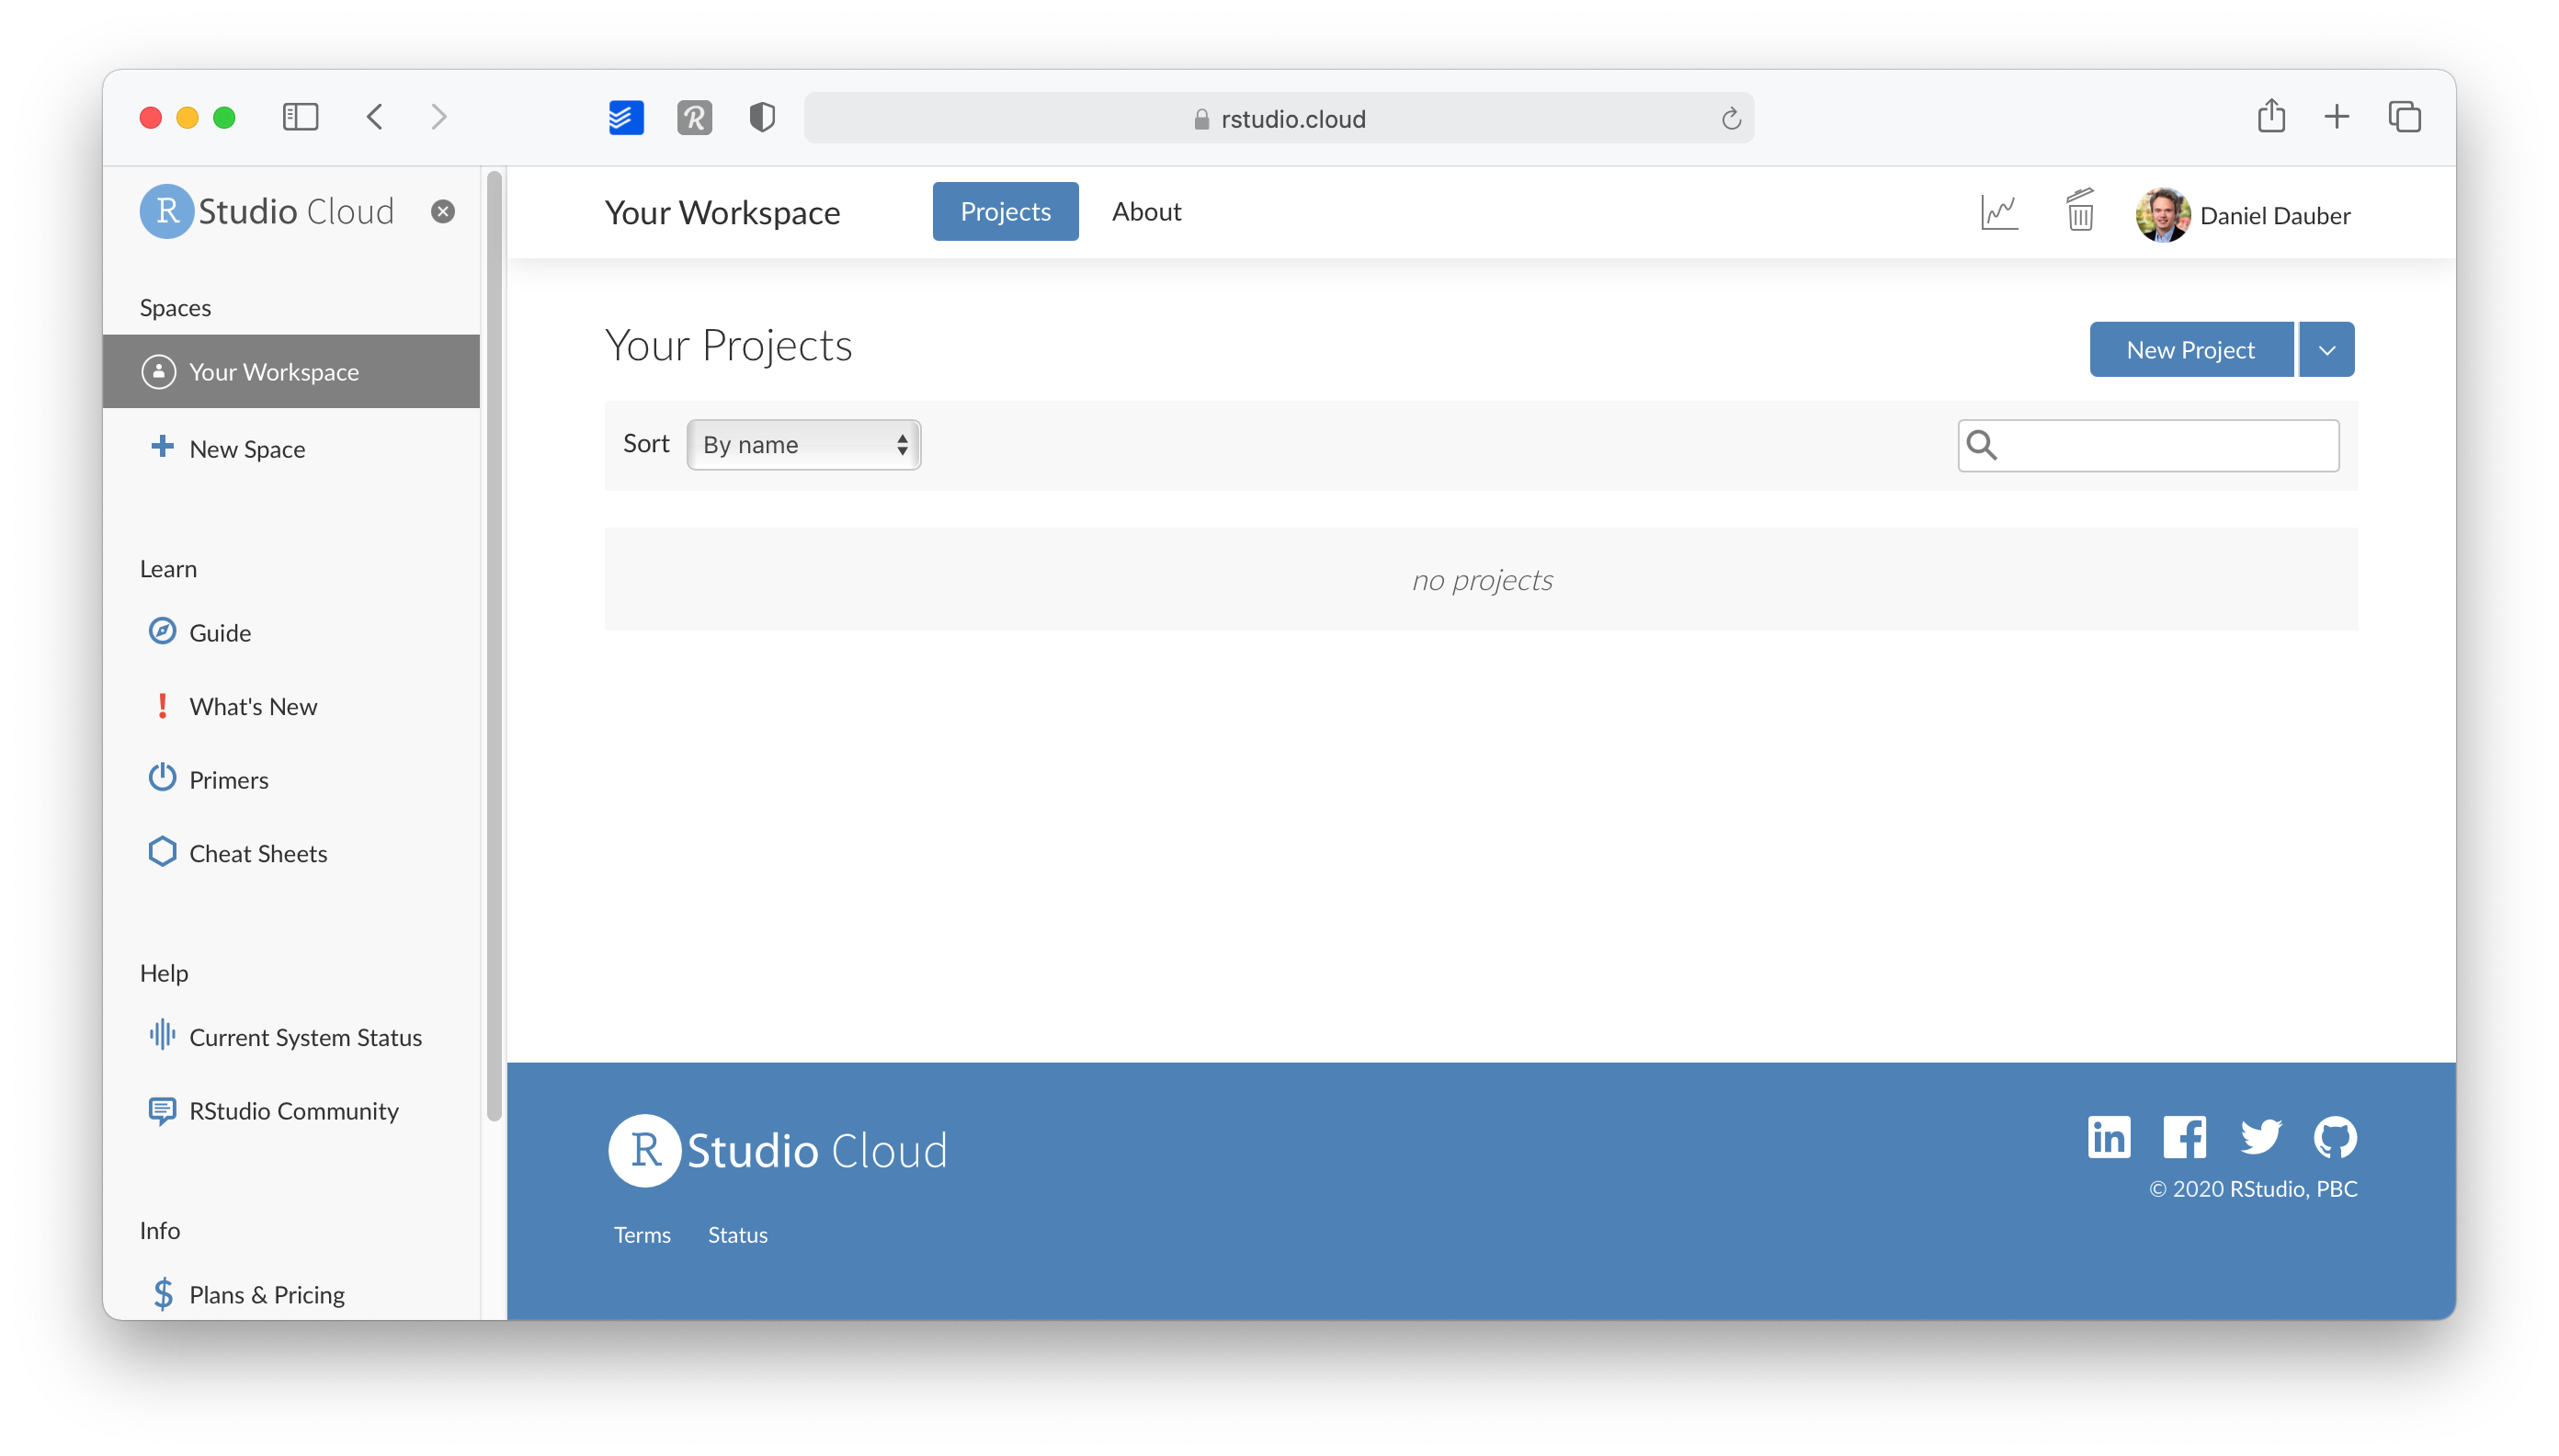 rstudio.cloud
R Studio Cloud
Your Workspace
Projects
About
Daniel Dauber
Spaces
Your Workspace
New Space
Learn
Guide
What's New
Primers
Cheat Sheets
Help
Current System Status
RStudio Community
Info
Plans & Pricing
Your Projects
New Project
Sort
By name
no projects
R Studio Cloud
Terms
Status
© 2020 RStudio, PBC